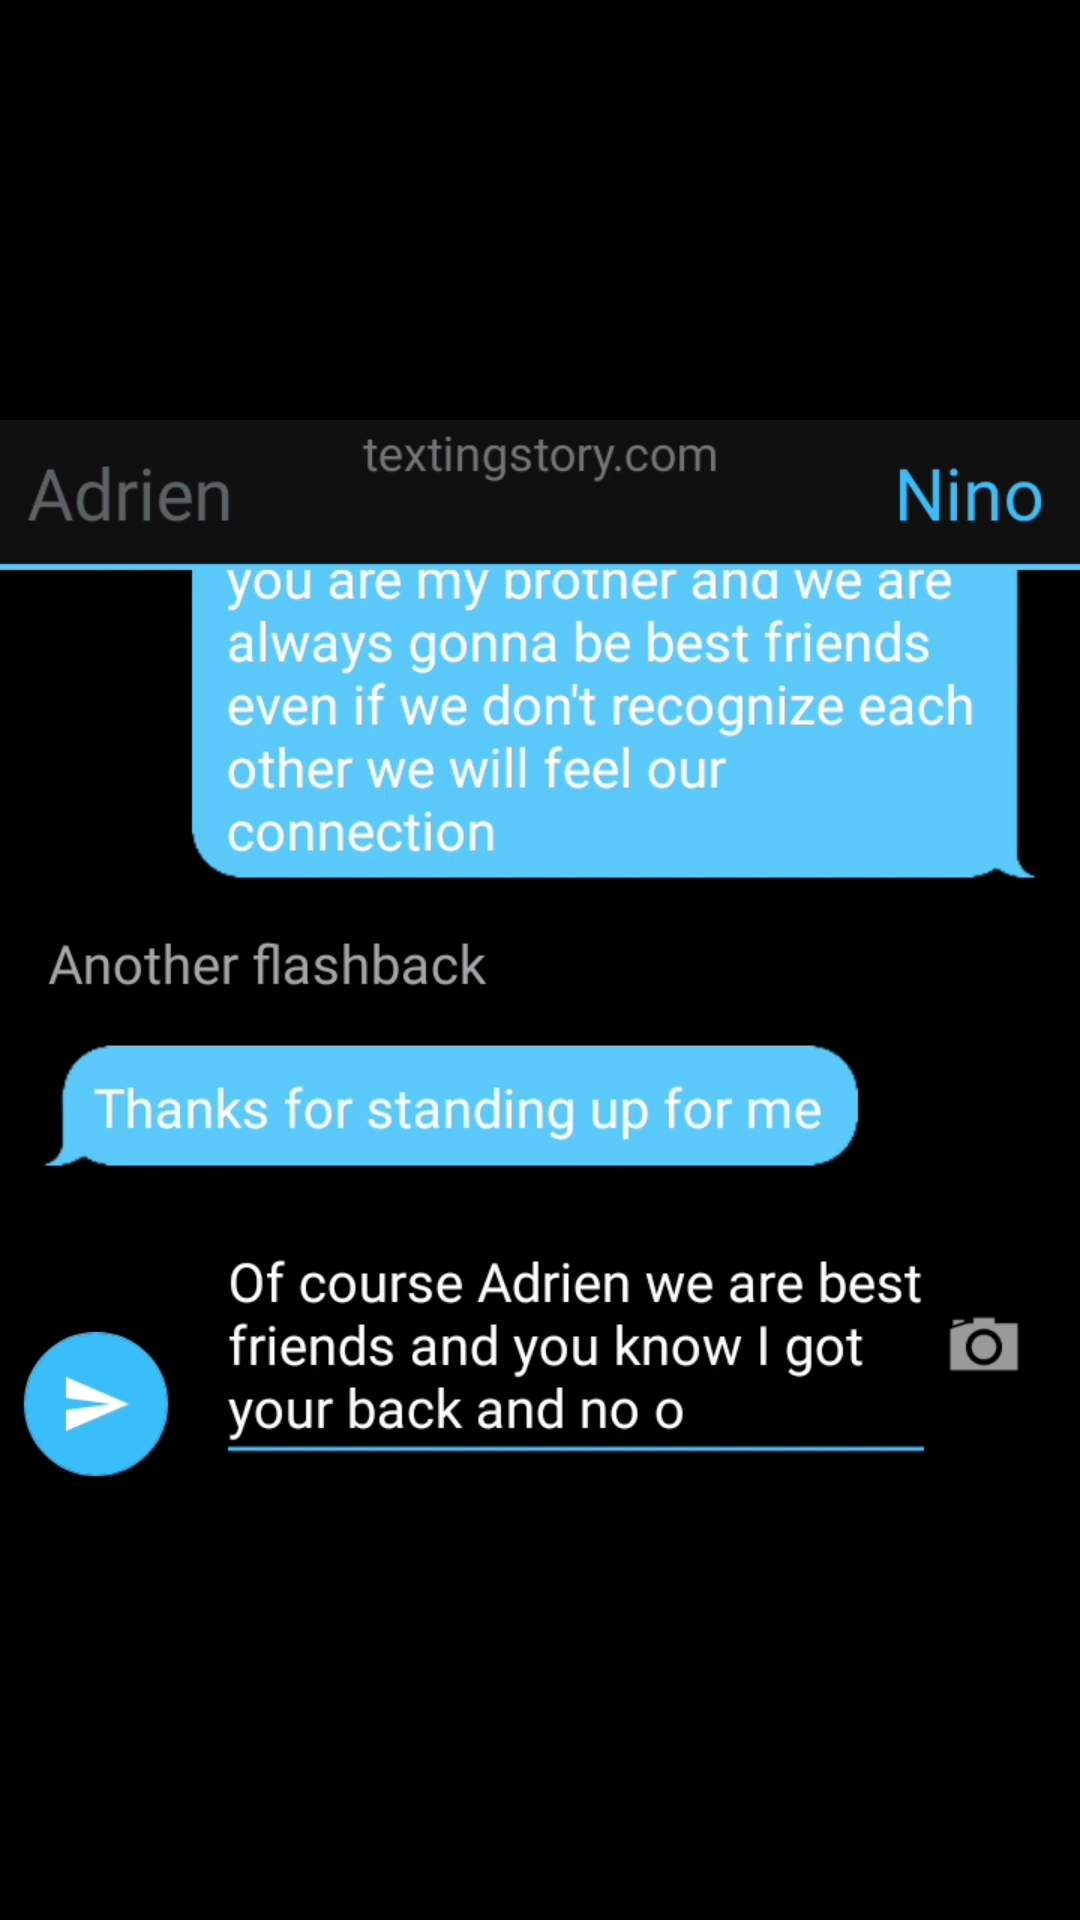 textingstory.com
Adrien
Nino
you are my brother and we are
always gonna be best friends
even if we don't recognize each
other we will feel our
connection
Another flashback
Thanks for standing up for me
Of course Adrien we are best
friends and you know I got
your back and no o